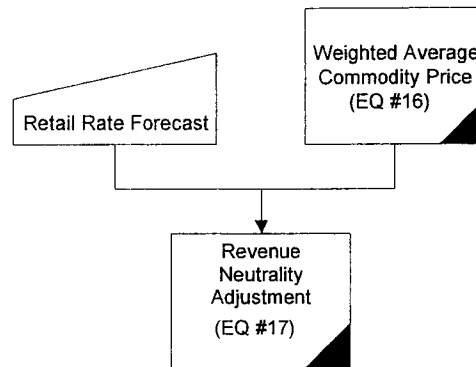 Retail Rate Forecast
Weighted Average
Commodity Price
(EQ #16)
Revenue
Neutrality
Adjustment
(EQ #17)